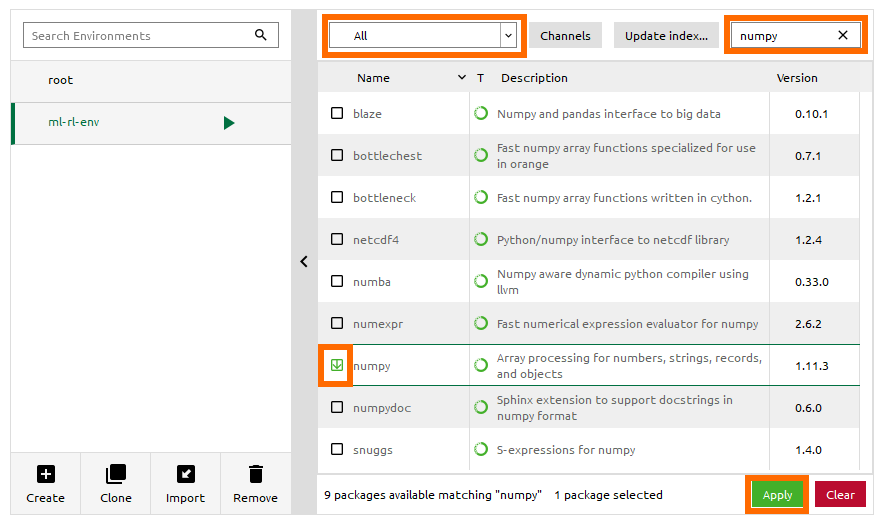 Search Environments
root
ml-rl-env
Create
Clone
Import
Remove
All
Channels
Update index...
numpy
Name T Description Version
blaze Numpy and pandas interface to big data 0.10.1
bottlechest Fast numpy array functions specialized for use
in orange 0.7.1
bottleneck Fast numpy array functions written in cython. 1.2.1
netcdf4 Python/numpy interface to netcdf library 1.2.4
numba Numpy aware dynamic python compiler using
llvm 0.33.0
numexpr Fast numerical expression evaluator for numpy 2.6.2
numpy Array processing for numbers, strings, records,
and objects 1.11.3
numpydoc Sphinx extension to support docstrings in
numpy format 0.6.0
snuggs S-expressions for numpy 1.4.0
9 packages available matching "numpy" 1 package selected
Apply
Clear